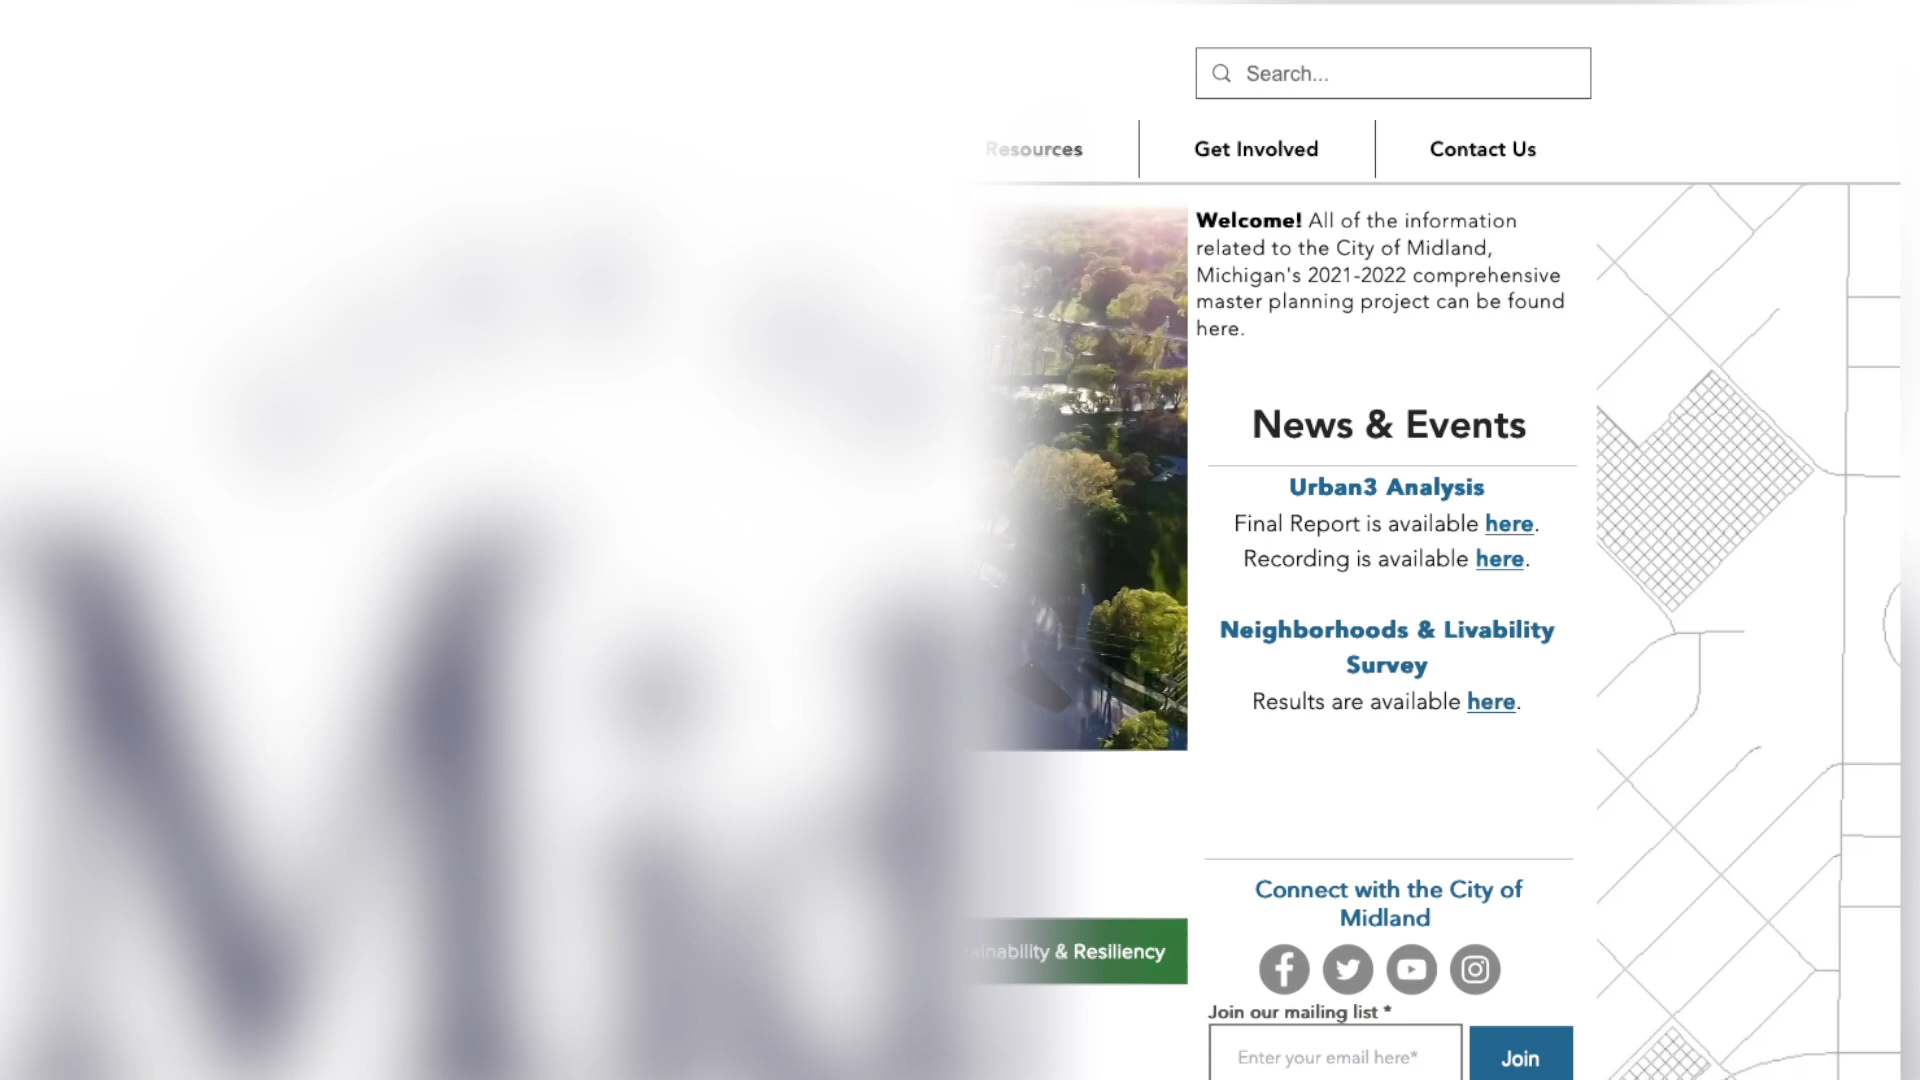 Search...
Resources
Get Involved
Contact Us
Welcome! All of the information
related to the City of Midland,
Michigan's 2021-2022 comprehensive
master planning project can be found
here.
News & Events
Urban3 Analysis
Final Report is available here.
Recording is available here.
Neighborhoods & Livability
Survey
Results are available here.
ainability & Resiliency
Connect with the City of
Midland
Join our mailing list *
Enter your email here*
Join